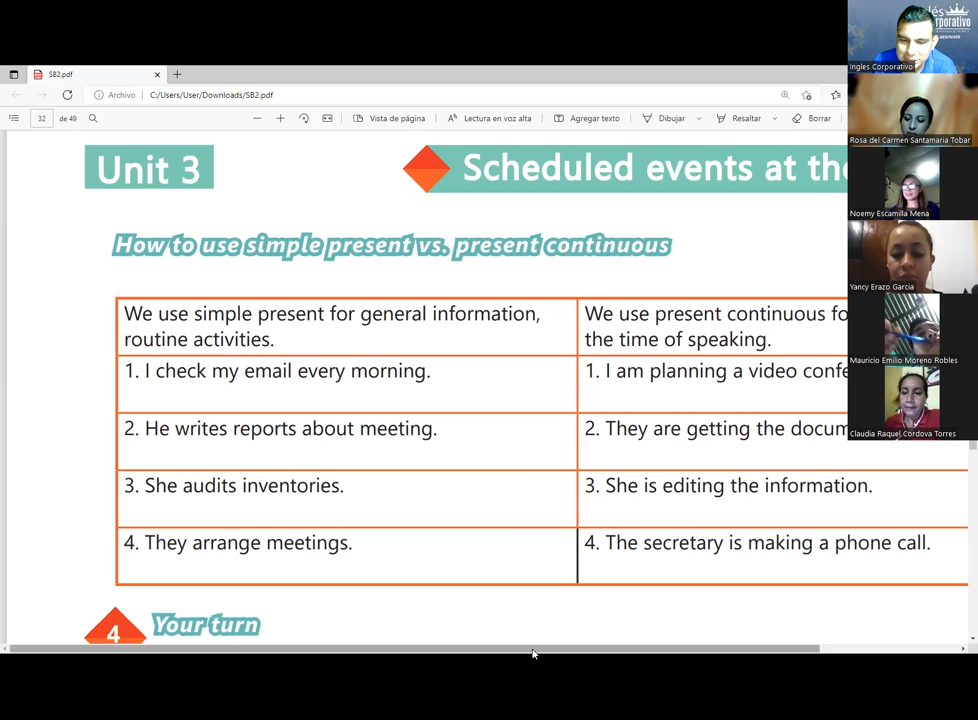 SB2.pdf
Archivo C:/Users/User/Downloads/SB2.pdf
32 de 49 Vista de página Lectura en voz alta Agregar texto Dibujar Resaltar Borrar
Unit 3
Scheduled events at the
How to use simple present vs. present continuous
We use simple present for general information,
routine activities.
We use present continuous fo
the time of speaking.
1. I check my email every morning.
1. I am planning a video confe
2. He writes reports about meeting.
2. They are getting the docum
3. She audits inventories.
3. She is editing the information.
4. They arrange meetings.
4. The secretary is making a phone call.
4 Your turn
Ingles Corporativo
Rosa del Carmen Santamaria Tobar
Noemy Escamilla Mena
Yancy Erazo Garcia
Mauricio Emilio Moreno Robles
Claudia Raquel Cordova Torres